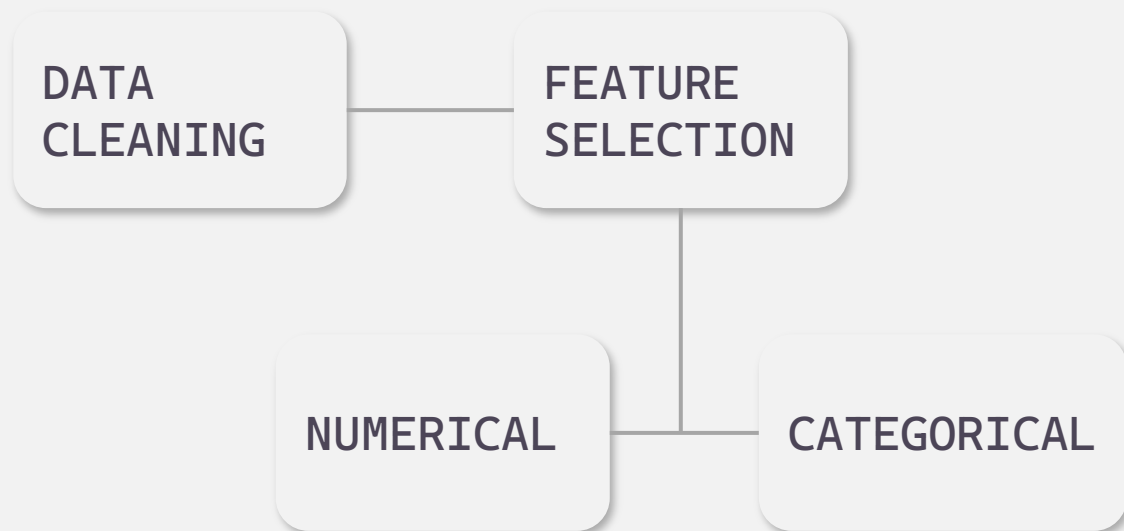 DATA
CLEANING
FEATURE
SELECTION
NUMERICAL
CATEGORICAL